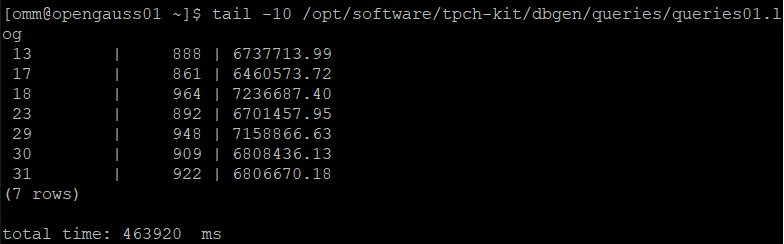 [omm@opengauss01 ~]$ tail -10 /opt/software/tpch-kit/dbgen/queries/queries01.l
og
13 | 888 | 6737713.99
17 | 861 | 6460573.72
18 | 964 | 7236687.40
23 | 892 | 6701457.95
29 | 948 | 7158866.63
30 | 909 | 6808436.13
31 | 922 | 6806670.18
(7 rows)
total time: 463920  ms